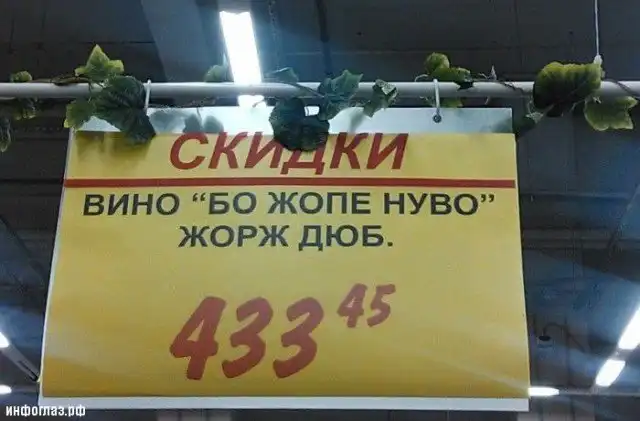 СКИДКИ
ВИНО “БО ЖОПЕ НУВО”
ЖОРЖ ДЮБ.
433 45
инфоглаз.рф